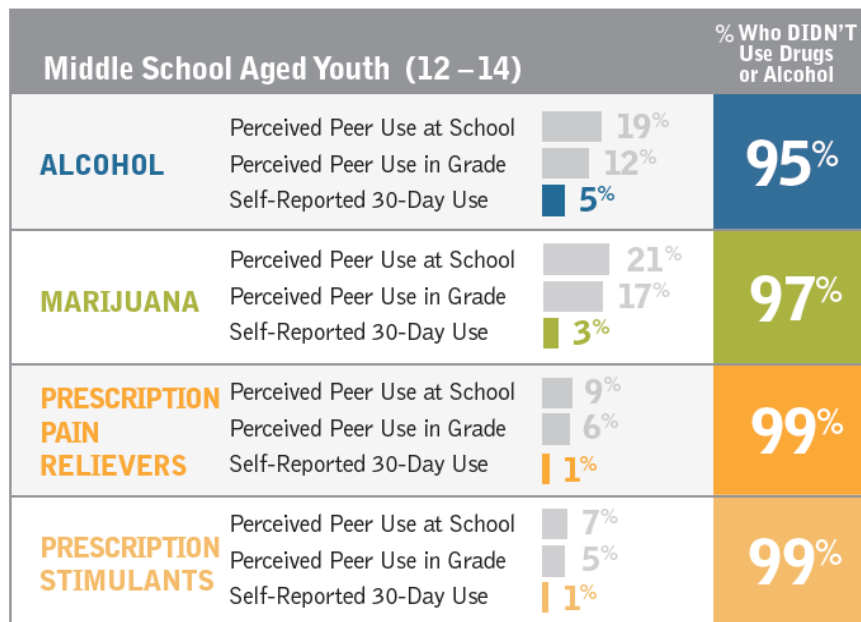 Middle School Aged Youth (12 – 14)
% Who DIDN'T
Use Drugs
or Alcohol
ALCOHOL
Perceived Peer Use at School 19%
Perceived Peer Use in Grade 12%
Self-Reported 30-Day Use 5%
95%
MARIJUANA
Perceived Peer Use at School 21%
Perceived Peer Use in Grade 17%
Self-Reported 30-Day Use 3%
97%
PRESCRIPTION
PAIN
RELIEVERS
Perceived Peer Use at School 9%
Perceived Peer Use in Grade 6%
Self-Reported 30-Day Use 1%
99%
PRESCRIPTION
STIMULANTS
Perceived Peer Use at School 7%
Perceived Peer Use in Grade 5%
Self-Reported 30-Day Use 1%
99%